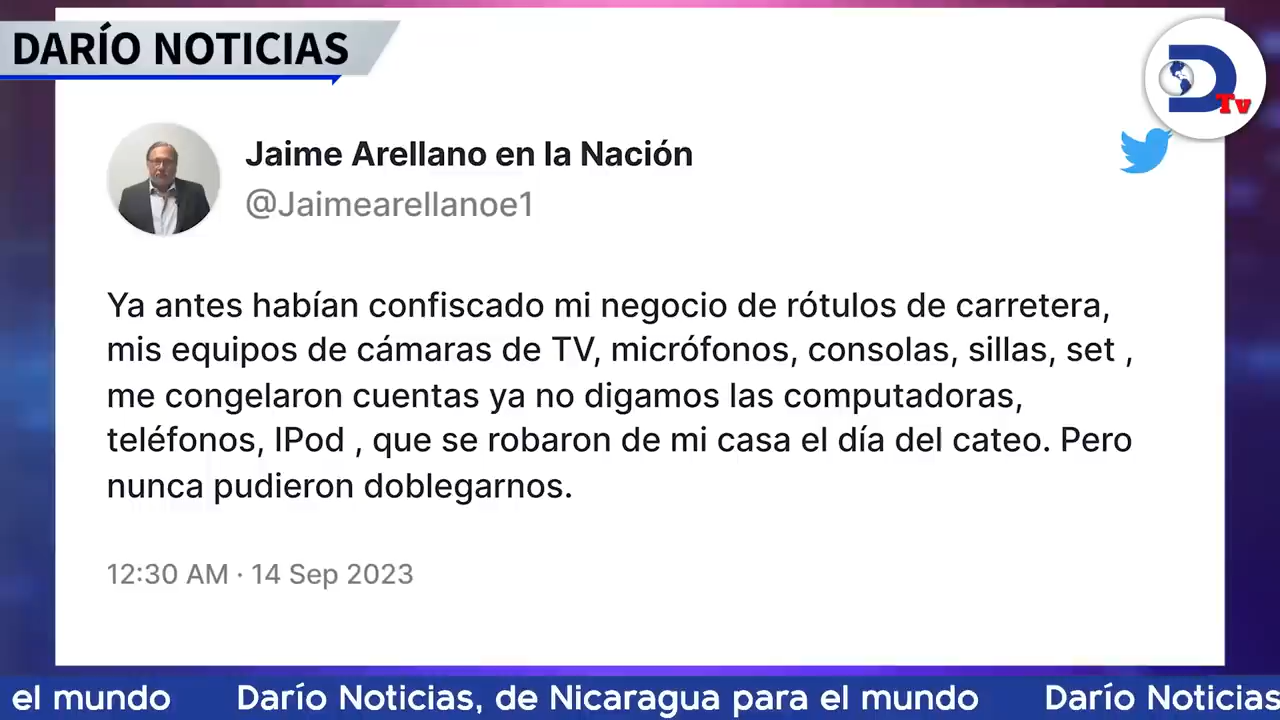 DARÍO NOTICIAS
D
Tv
Jaime Arellano en la Nación
@Jaimearellanoe1
Ya antes habían confiscado mi negocio de rótulos de carretera,
mis equipos de cámaras de TV, micrófonos, consolas, sillas, set ,
me congelaron cuentas ya no digamos las computadoras,
teléfonos, IPod , que se robaron de mi casa el día del cateo. Pero
nunca pudieron doblegarnos.
12:30 AM · 14 Sep 2023
el mundo Darío Noticias, de Nicaragua para el mundo Darío Noticias